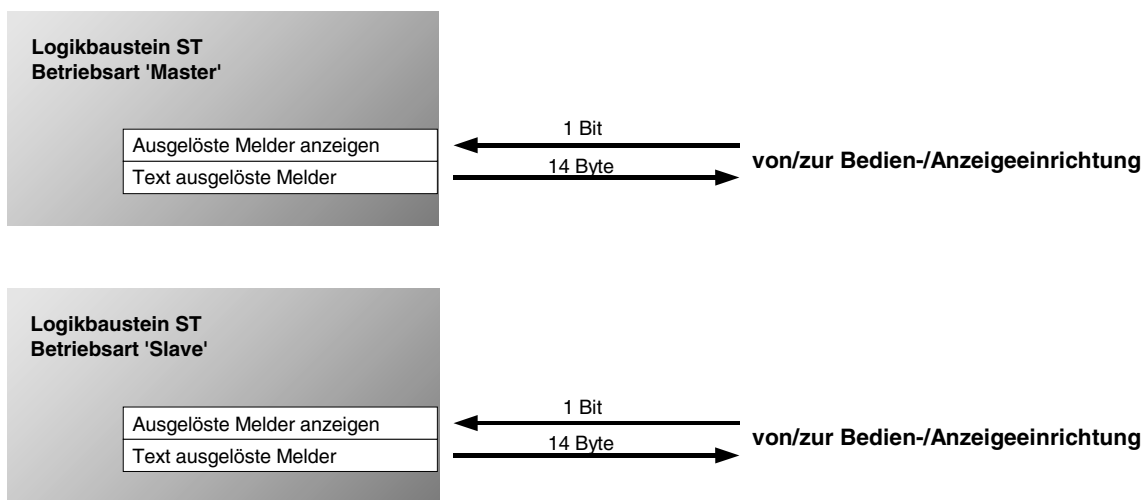 Logikbaustein ST
Betriebsart 'Master'
Ausgelöste Melder anzeigen
Text ausgelöste Melder
1 Bit
14 Byte
von/zur Bedien-/Anzeigeeinrichtung
Logikbaustein ST
Betriebsart 'Slave'
Ausgelöste Melder anzeigen
Text ausgelöste Melder
1 Bit
14 Byte
von/zur Bedien-/Anzeigeeinrichtung